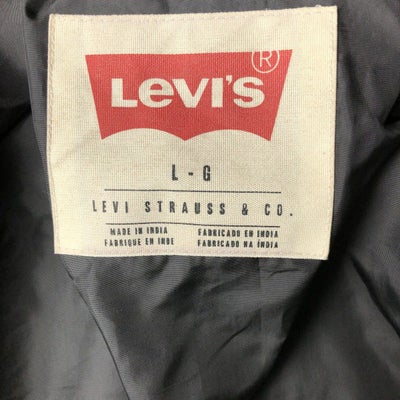 LEVI'S®
L - G
LEVI STRAUSS & CO.
MADE IN INDIA FABRICADO EN INDIA
FABRIQUE EN INDE FABRICADO NA ÍNDIA